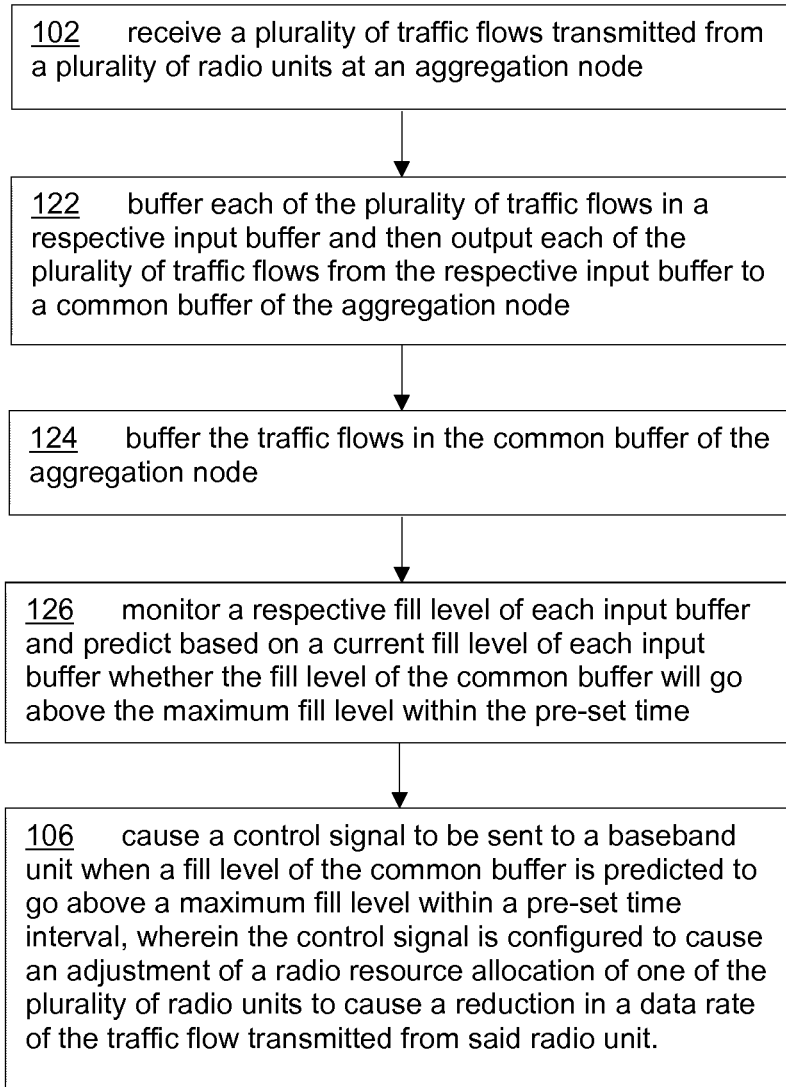 102 receive a plurality of traffic flows transmitted from
a plurality of radio units at an aggregation node
122 buffer each of the plurality of traffic flows in a
respective input buffer and then output each of the
plurality of traffic flows from the respective input buffer to
a common buffer of the aggregation node
124 buffer the traffic flows in the common buffer of the
aggregation node
126 monitor a respective fill level of each input buffer
and predict based on a current fill level of each input
buffer whether the fill level of the common buffer will go
above the maximum fill level within the pre-set time
106 cause a control signal to be sent to a baseband
unit when a fill level of the common buffer is predicted to
go above a maximum fill level within a pre-set time
interval, wherein the control signal is configured to cause
an adjustment of a radio resource allocation of one of the
plurality of radio units to cause a reduction in a data rate
of the traffic flow transmitted from said radio unit.